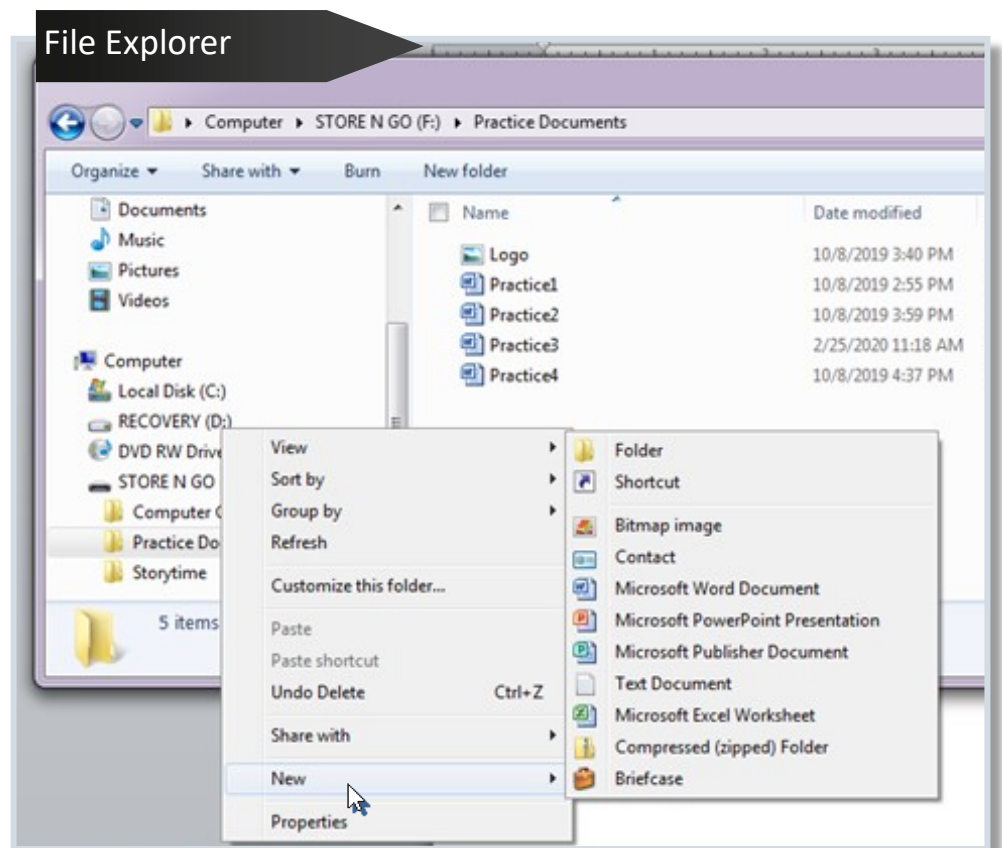 File Explorer
Computer ▸ STORE N GO (F:) ▸ Practice Documents
Organize Share with Burn New folder
Documents
Music
Pictures
Videos
Computer
Local Disk (C:)
RECOVERY (D:)
DVD RW Drive
STORE N GO
Computer
Practice Do
Storytime
Name Date modified
Logo 10/8/2019 3:40 PM
Practice1 10/8/2019 2:55 PM
Practice2 10/8/2019 3:59 PM
Practice3 2/25/2020 11:18 AM
Practice4 10/8/2019 4:37 PM
5 items
View
Sort by
Group by
Refresh
Customize this folder...
Paste
Paste shortcut
Undo Delete Ctrl+Z
Share with
New
Properties
Folder
Shortcut
Bitmap image
Contact
Microsoft Word Document
Microsoft PowerPoint Presentation
Microsoft Publisher Document
Text Document
Microsoft Excel Worksheet
Compressed (zipped) Folder
Briefcase